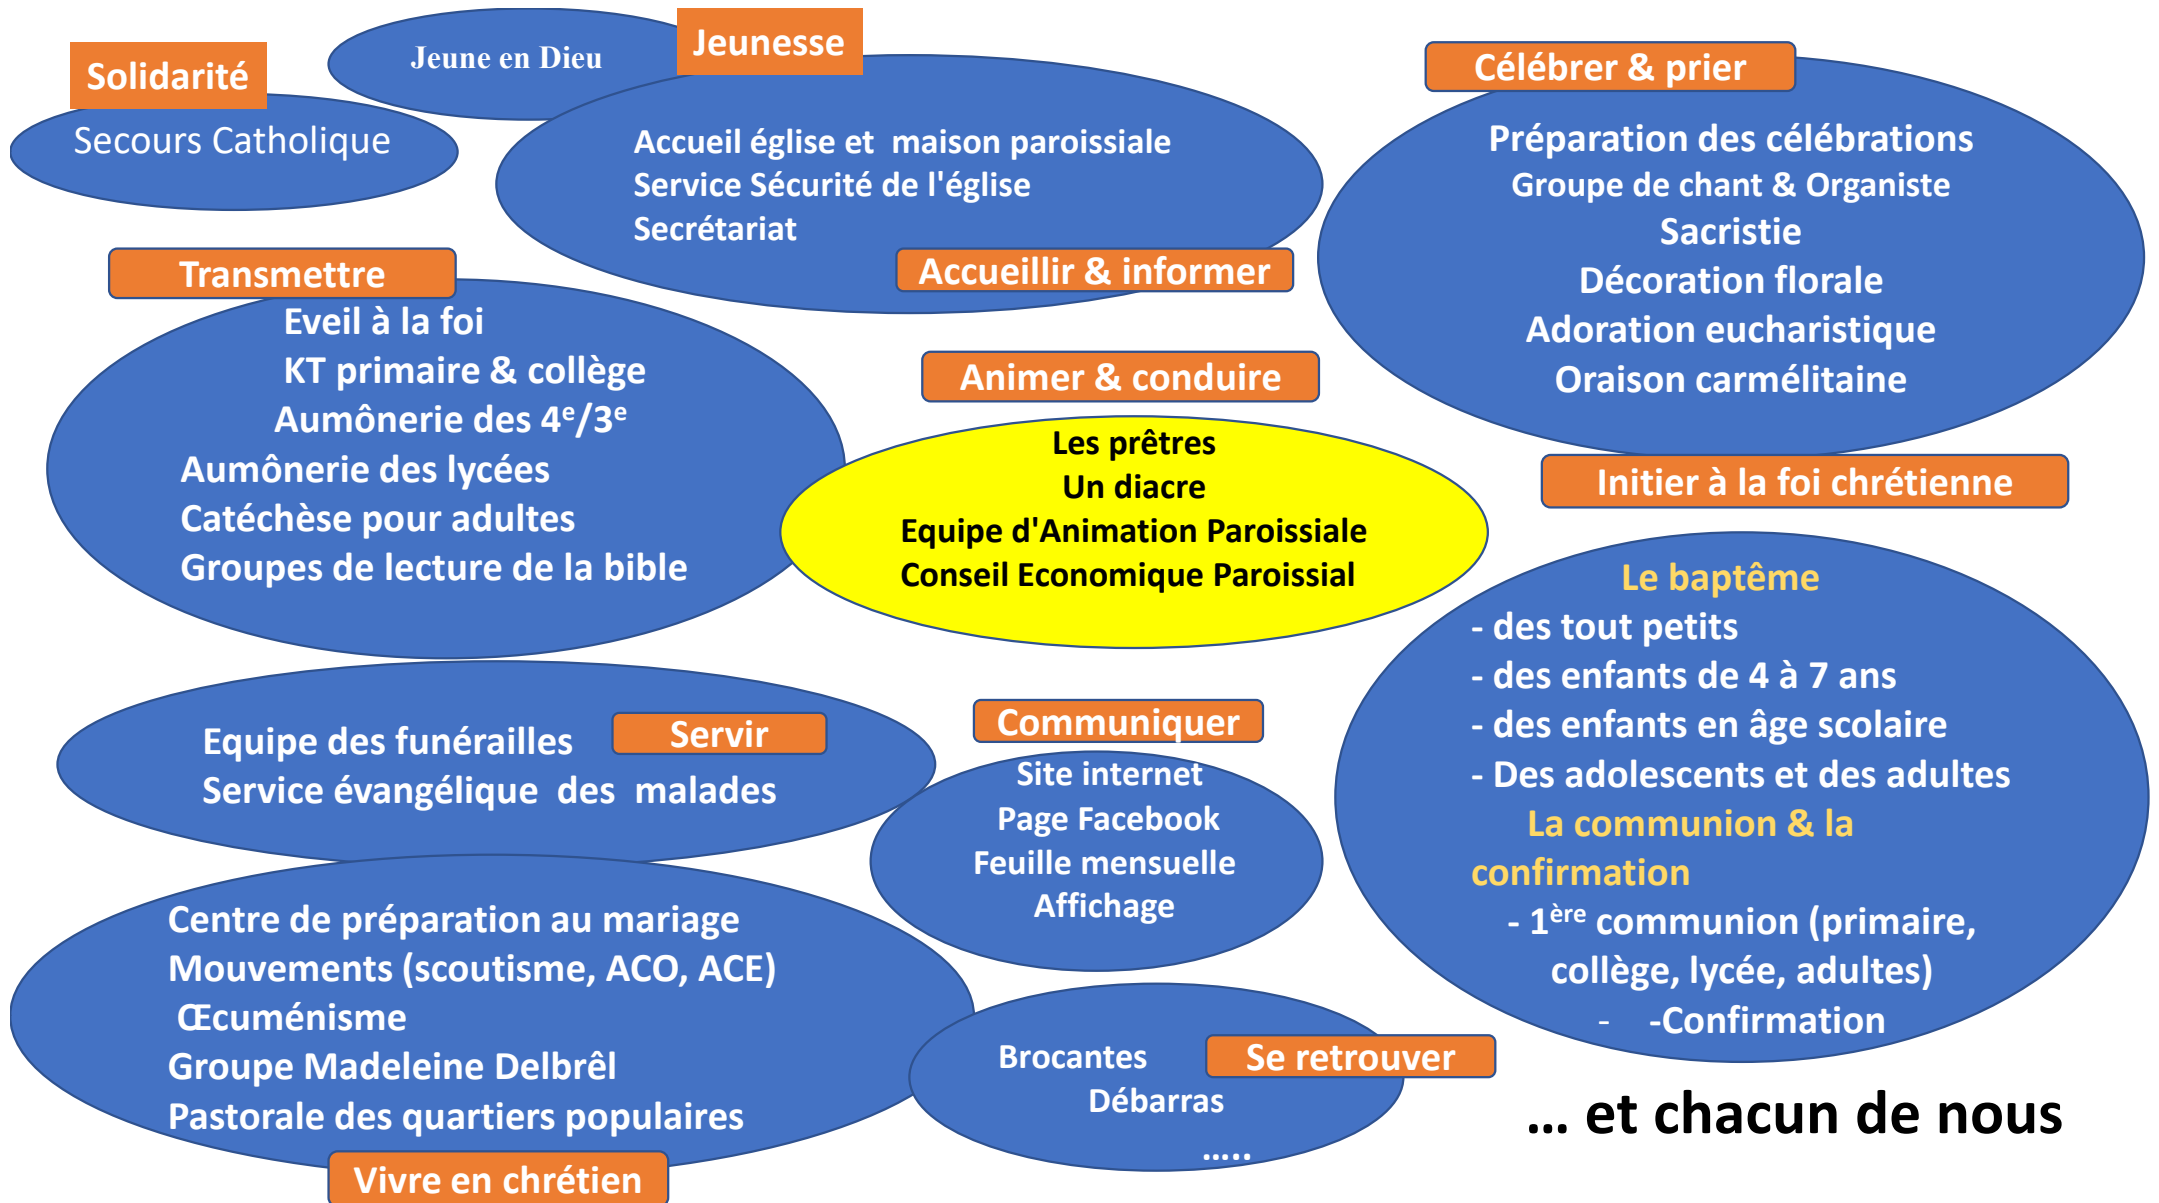 Solidarité
Secours Catholique
Jeune en Dieu
Jeunesse
Accueil église et  maison paroissiale
Service Sécurité de l'église
Secrétariat
Accueillir & informer
Célébrer & prier
Préparation des célébrations
Groupe de chant & Organiste
Sacristie
Décoration florale
Adoration eucharistique
Oraison carmélitaine
Transmettre
Eveil à la foi
KT primaire & collège
Aumônerie des 4ᵉ/3ᵉ
Aumônerie des lycées
Catéchèse pour adultes
Groupes de lecture de la bible
Animer & conduire
Les prêtres
Un diacre
Equipe d'Animation Paroissiale
Conseil Economique Paroissial
Initier à la foi chrétienne
Le baptême
- des tout petits
- des enfants de 4 à 7 ans
- des enfants en âge scolaire
- Des adolescents et des adultes
La communion & la
confirmation
- 1ère communion (primaire,
collège, lycée, adultes)
- -Confirmation
Servir
Equipe des funérailles
Service évangélique  des  malades
Communiquer
Site internet
Page Facebook
Feuille mensuelle
Affichage
Centre de préparation au mariage
Mouvements (scoutisme, ACO, ACE)
Œcuménisme
Groupe Madeleine Delbrêl
Pastorale des quartiers populaires
Vivre en chrétien
Se retrouver
Brocantes
Débarras
.....
... et chacun de nous